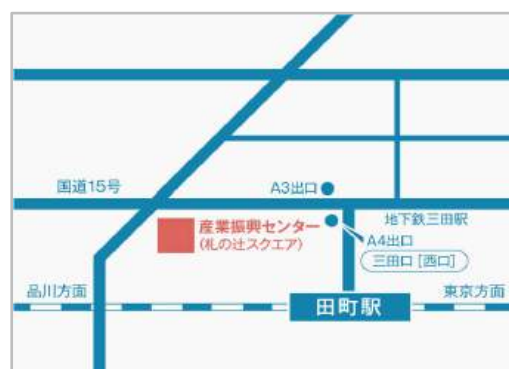 国道15号
A3出口
産業振興センター
(札の辻スクエア)
地下鉄三田駅
A4出口
三田口［西口］
品川方面
東京方面
田町駅